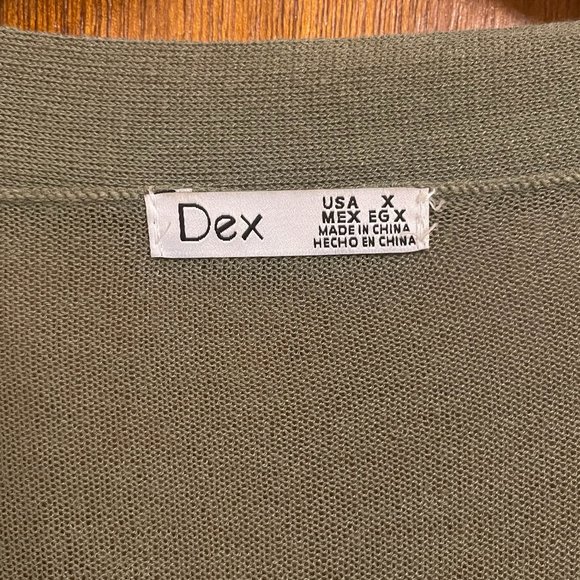 Dex
USA X
MEX EG X
MADE IN CHINA
HECHO EN CHINA